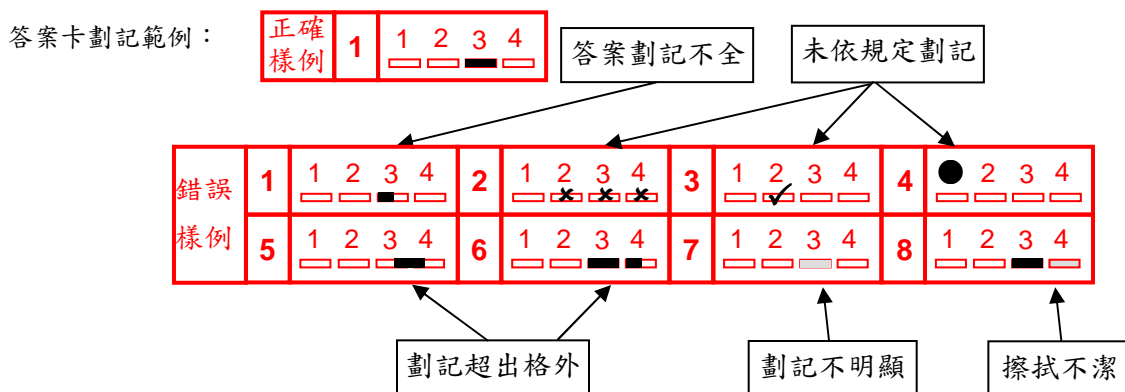 答案卡劃記範例：
正確樣例 1 1 2 3 4
答案劃記不全 未依規定劃記
錯誤樣例
1 1 2 3 4 2 1 2 3 4 3 1 2 3 4 4 2 3 4
5 1 2 3 4 6 1 2 3 4 7 1 2 3 4 8 1 2 3 4
劃記超出格外 劃記不明顯 擦拭不潔